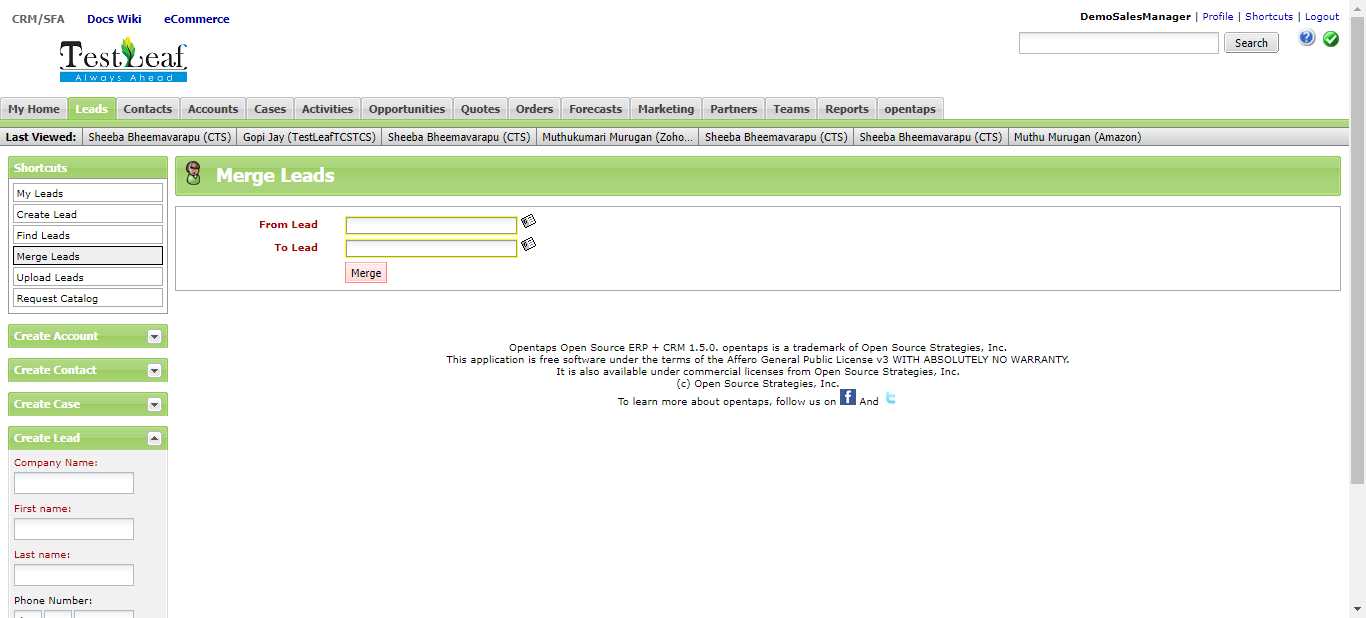 CRM/SFA Docs Wiki eCommerce
DemoSalesManager | Profile | Shortcuts | Logout
TestLeaf
Always Ahead
Search
My Home Leads Contacts Accounts Cases Activities Opportunities Quotes Orders Forecasts Marketing Partners Teams Reports opentaps
Last Viewed: Sheeba Bheemavarapu (CTS) Gopi Jay (TestLeafTCSTCS) Sheeba Bheemavarapu (CTS) Muthukumari Murugan (Zoho... Sheeba Bheemavarapu (CTS) Sheeba Bheemavarapu (CTS) Muthu Murugan (Amazon)
Shortcuts
My Leads
Create Lead
Find Leads
Merge Leads
Upload Leads
Request Catalog
Create Account
Create Contact
Create Case
Create Lead
Company Name:
First name:
Last name:
Phone Number:
Merge Leads
From Lead
To Lead
Merge
Opentaps Open Source ERP + CRM 1.5.0. opentaps is a trademark of Open Source Strategies, Inc.
This application is free software under the terms of the Affero General Public License v3 WITH ABSOLUTELY NO WARRANTY.
It is also available under commercial licenses from Open Source Strategies, Inc.
(c) Open Source Strategies, Inc.
To learn more about opentaps, follow us on f And t